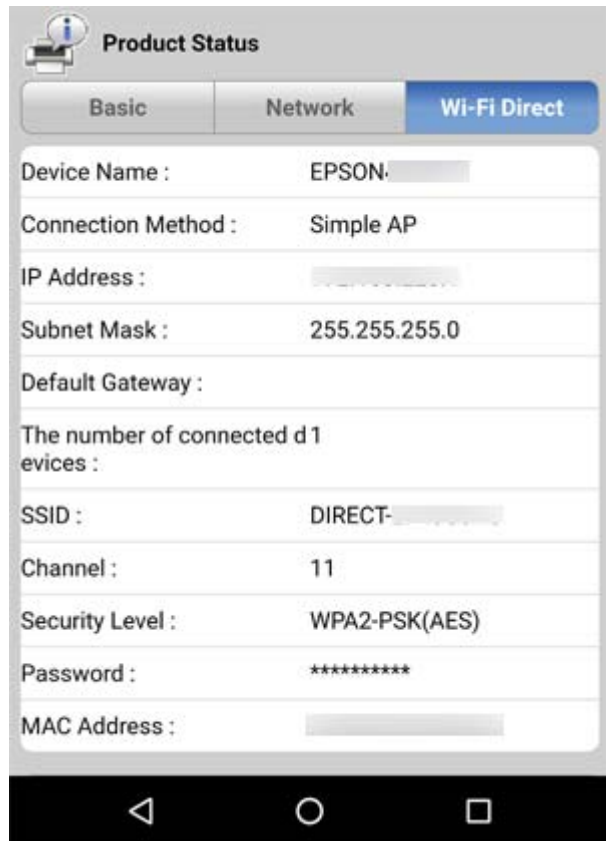 Product Status
Basic Network Wi-Fi Direct
Device Name : EPSON
Connection Method : Simple AP
IP Address :
Subnet Mask : 255.255.255.0
Default Gateway :
The number of connected d 1
evices :
SSID : DIRECT-
Channel : 11
Security Level : WPA2-PSK(AES)
Password : **********
MAC Address :